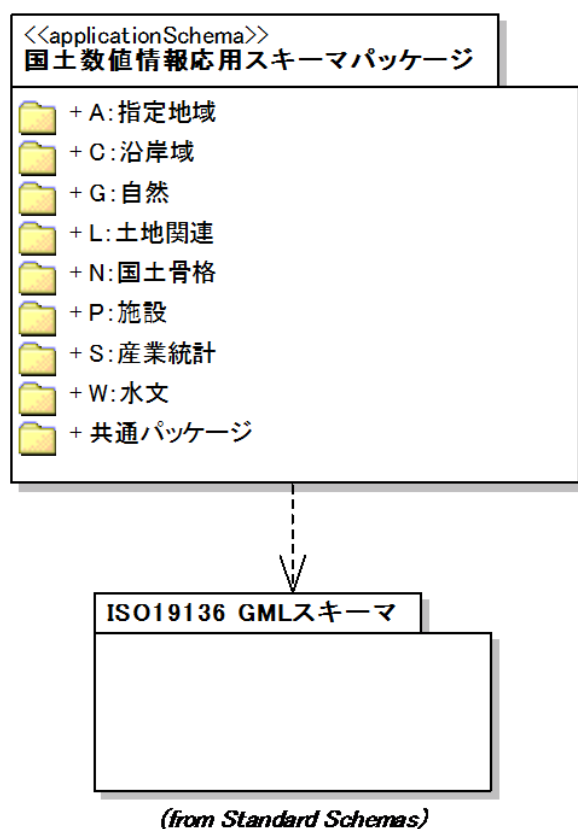 <<applicationSchema>>
国土数値情報応用スキーマパッケージ
+ A:指定地域
+ C:沿岸域
+ G:自然
+ L:土地関連
+ N:国土骨格
+ P:施設
+ S:産業統計
+ W:水文
+ 共通パッケージ
ISO19136 GMLスキーマ
(from Standard Schemas)